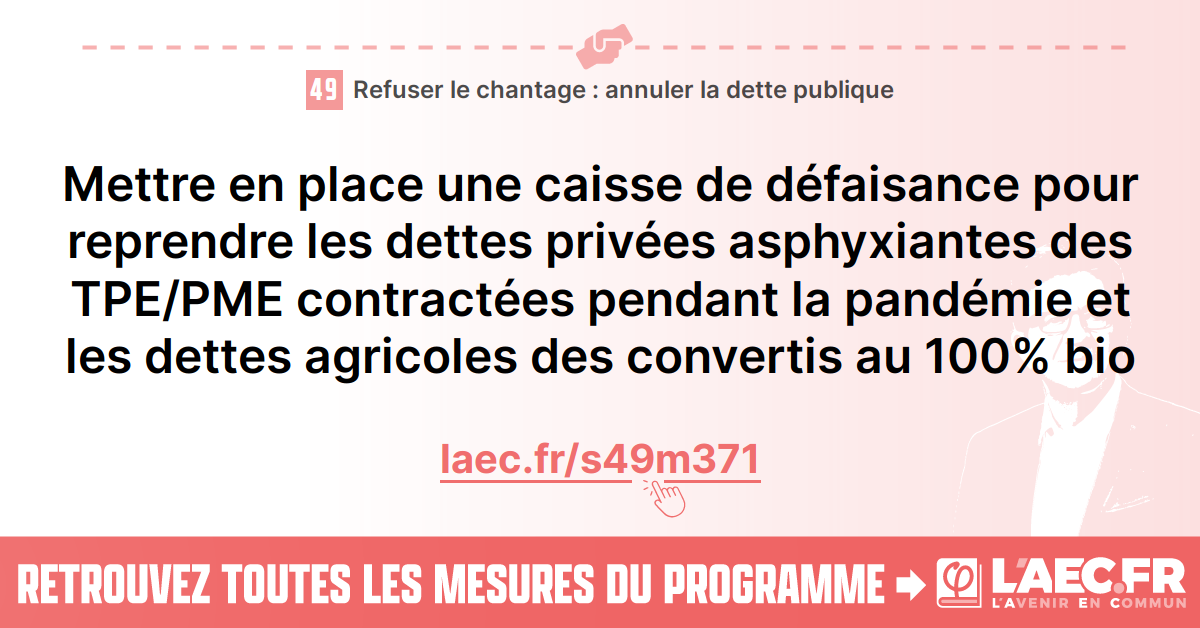 49 Refuser le chantage : annuler la dette publique
Mettre en place une caisse de défaisance pour
reprendre les dettes privées asphyxiantes des
TPE/PME contractées pendant la pandémie et
les dettes agricoles des convertis au 100% bio
laec.fr/s49m371
RETROUVEZ TOUTES LES MESURES DU PROGRAMME
φ L'AEC.FR
L'AVENIR EN COMMUN